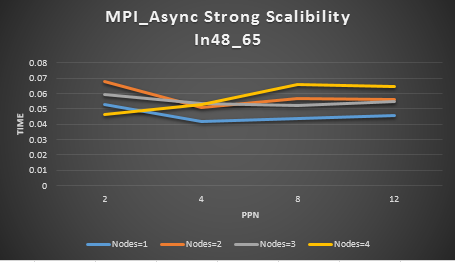 MPI_Async Strong Scalibility
In48_65
0.08
0.07
0.06
0.05
0.04
0.03
0.02
0.01
0
TIME
2 4 8 12
PPN
Nodes=1 Nodes=2 Nodes=3 Nodes=4